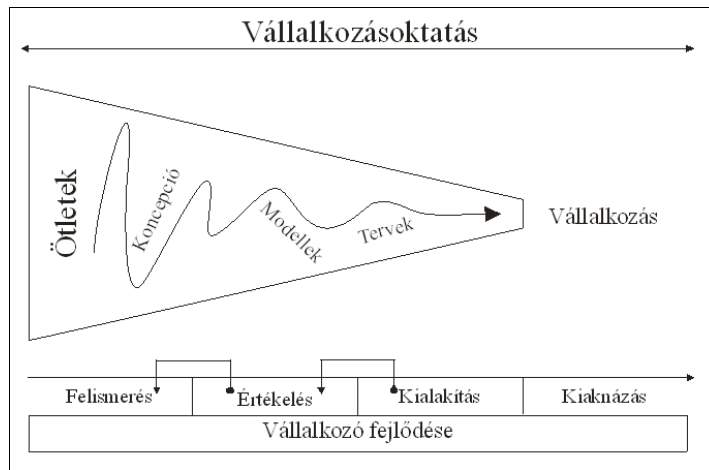 Vállalkozásoktatás
Ötletek
Koncepció
Modellek
Tervek
Vállalkozás
Felismerés
Értékelés
Kialakítás
Kiaknázás
Vállalkozó fejlődése